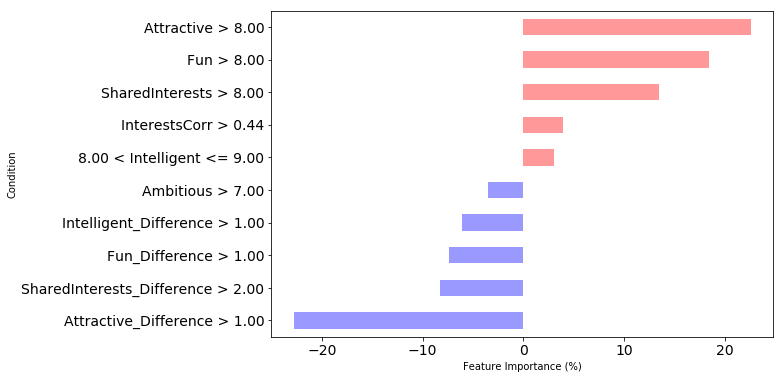 Attractive > 8.00
Fun > 8.00
SharedInterests > 8.00
InterestsCorr > 0.44
8.00 < Intelligent <= 9.00
Ambitious > 7.00
Intelligent_Difference > 1.00
Fun_Difference > 1.00
SharedInterests_Difference > 2.00
Attractive_Difference > 1.00
Condition
−20 −10 0 10 20
Feature Importance (%)